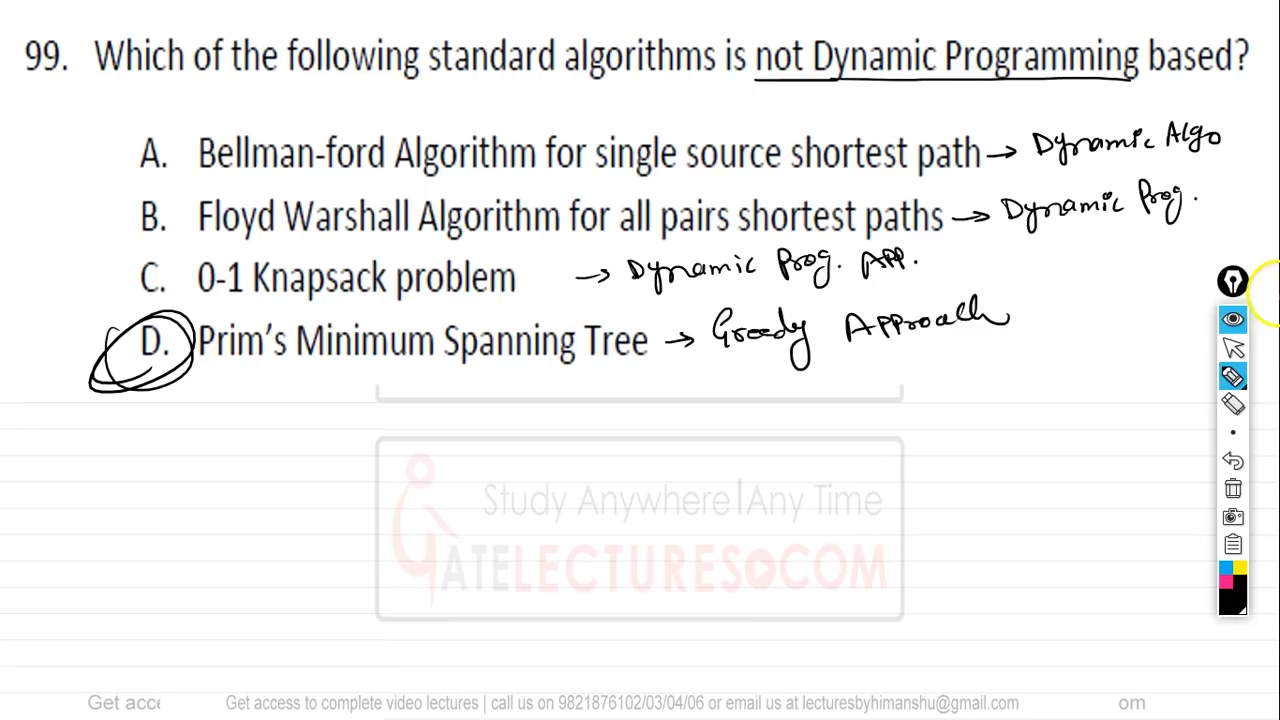 99. Which of the following standard algorithms is not Dynamic Programming based?
A. Bellman-ford Algorithm for single source shortest path → Dynamic Algo
B. Floyd Warshall Algorithm for all pairs shortest paths → Dynamic Prog.
C. 0-1 Knapsack problem → Dynamic Prog. APP.
D. Prim's Minimum Spanning Tree → Greedy Approach
Study Anywhere|Any Time
GATELECTURES.COM
Get acce Get access to complete video lectures | call us on 9821876102/03/04/06 or email us at lecturesbyhimanshu@gmail.com om